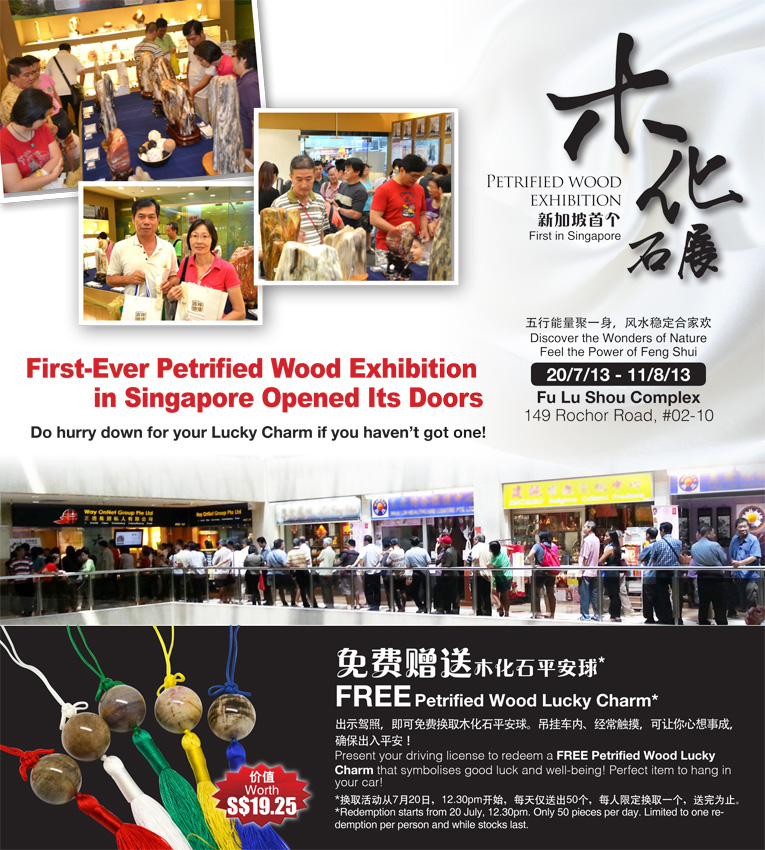 木化石展
PETRIFIED WOOD
EXHIBITION
新加坡首个
First in Singapore
五行能量聚一身，风水稳定合家欢
Discover the Wonders of Nature
Feel the Power of Feng Shui
20/7/13 - 11/8/13
Fu Lu Shou Complex
149 Rochor Road, #02-10
First-Ever Petrified Wood Exhibition
in Singapore Opened Its Doors
Do hurry down for your Lucky Charm if you haven't got one!
Way OnNet Group Pte Ltd
Way OnNet Group Pte Ltd
免费赠送木化石平安球*
FREE Petrified Wood Lucky Charm*
出示驾照，即可免费换取木化石平安球。吊挂车内、经常触摸，可让你心想事成，
确保出入平安！
Present your driving license to redeem a FREE Petrified Wood Lucky
Charm that symbolises good luck and well-being! Perfect item to hang in
your car!
*换取活动从7月20日，12.30pm开始，每天仅送出50个，每人限定换取一个，送完为止。
*Redemption starts from 20 July, 12.30pm. Only 50 pieces per day. Limited to one re-
demption per person and while stocks last.
价值
Worth
S$19.25